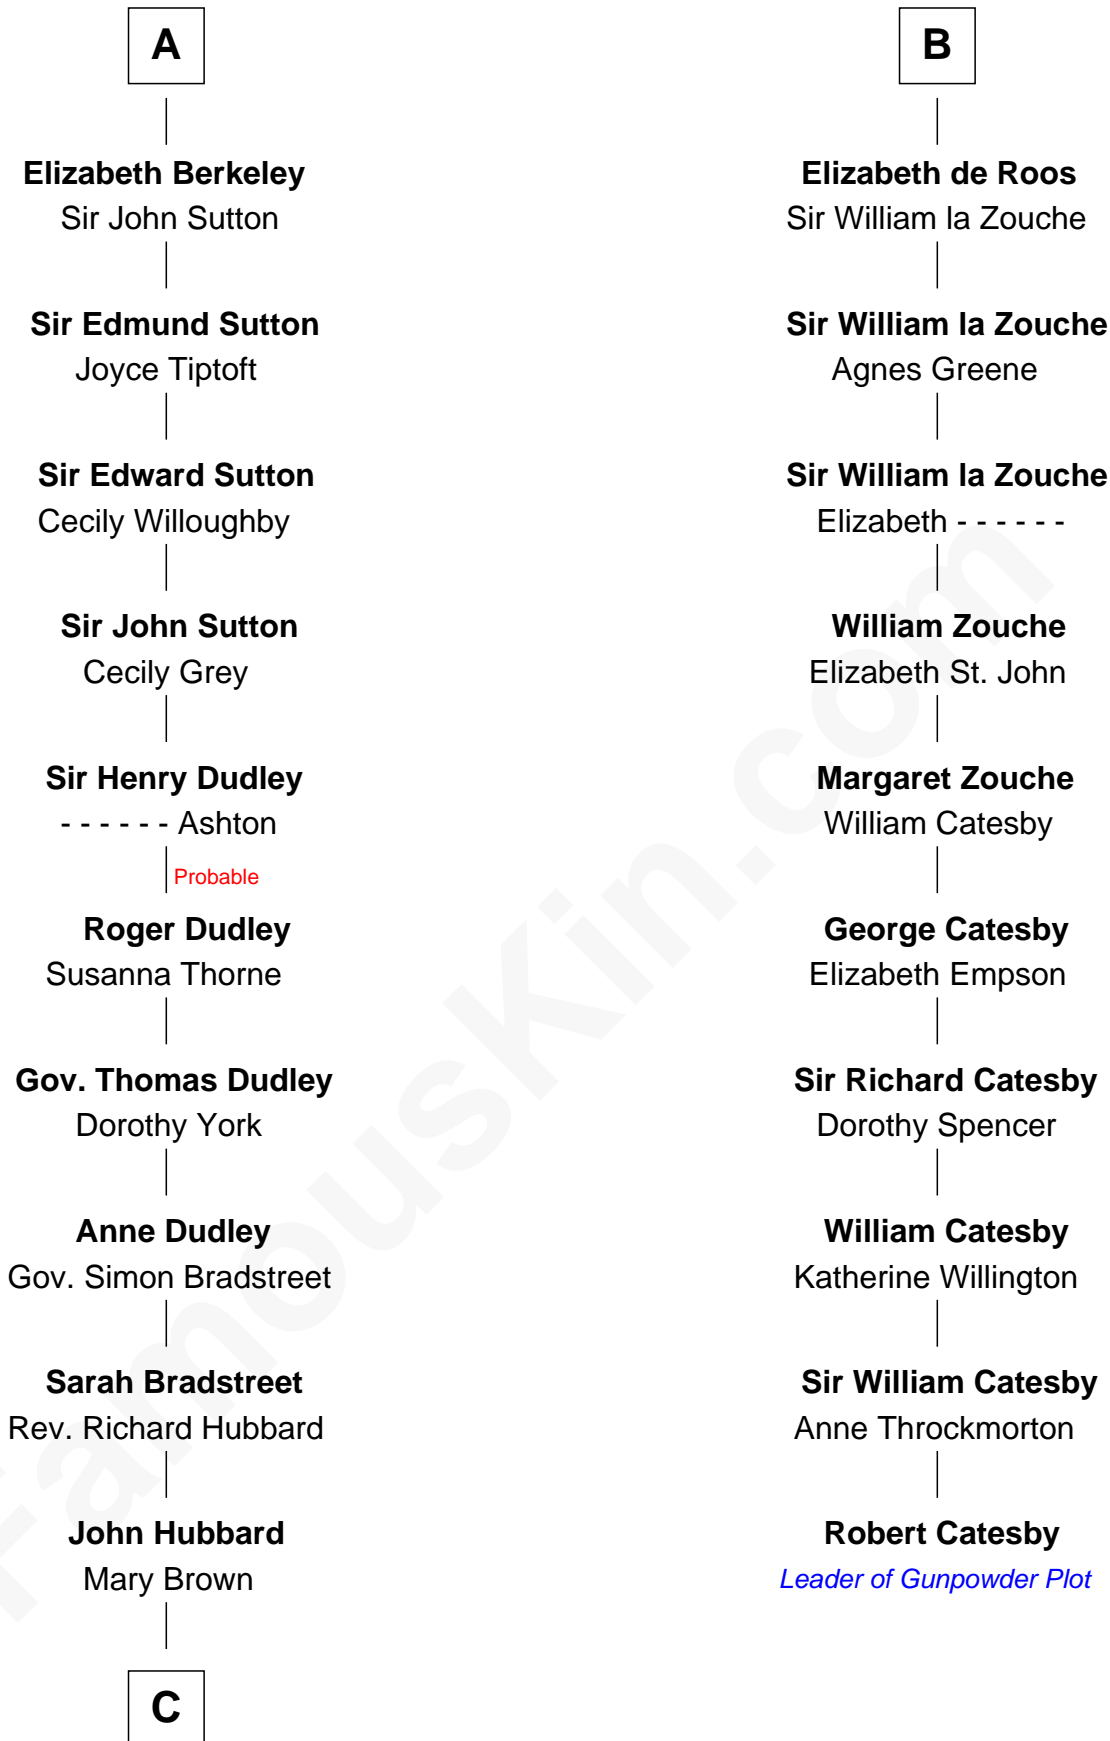 A
Elizabeth Berkeley
Sir John Sutton
Sir Edmund Sutton
Joyce Tiptoft
Sir Edward Sutton
Cecily Willoughby
Sir John Sutton
Cecily Grey
Sir Henry Dudley
- - - - - - Ashton
Probable
Roger Dudley
Susanna Thorne
Gov. Thomas Dudley
Dorothy York
Anne Dudley
Gov. Simon Bradstreet
Sarah Bradstreet
Rev. Richard Hubbard
John Hubbard
Mary Brown
C
B
Elizabeth de Roos
Sir William la Zouche
Sir William la Zouche
Agnes Greene
Sir William la Zouche
Elizabeth - - - - - -
William Zouche
Elizabeth St. John
Margaret Zouche
William Catesby
George Catesby
Elizabeth Empson
Sir Richard Catesby
Dorothy Spencer
William Catesby
Katherine Willington
Sir William Catesby
Anne Throckmorton
Robert Catesby
Leader of Gunpowder Plot
FamousKin.com